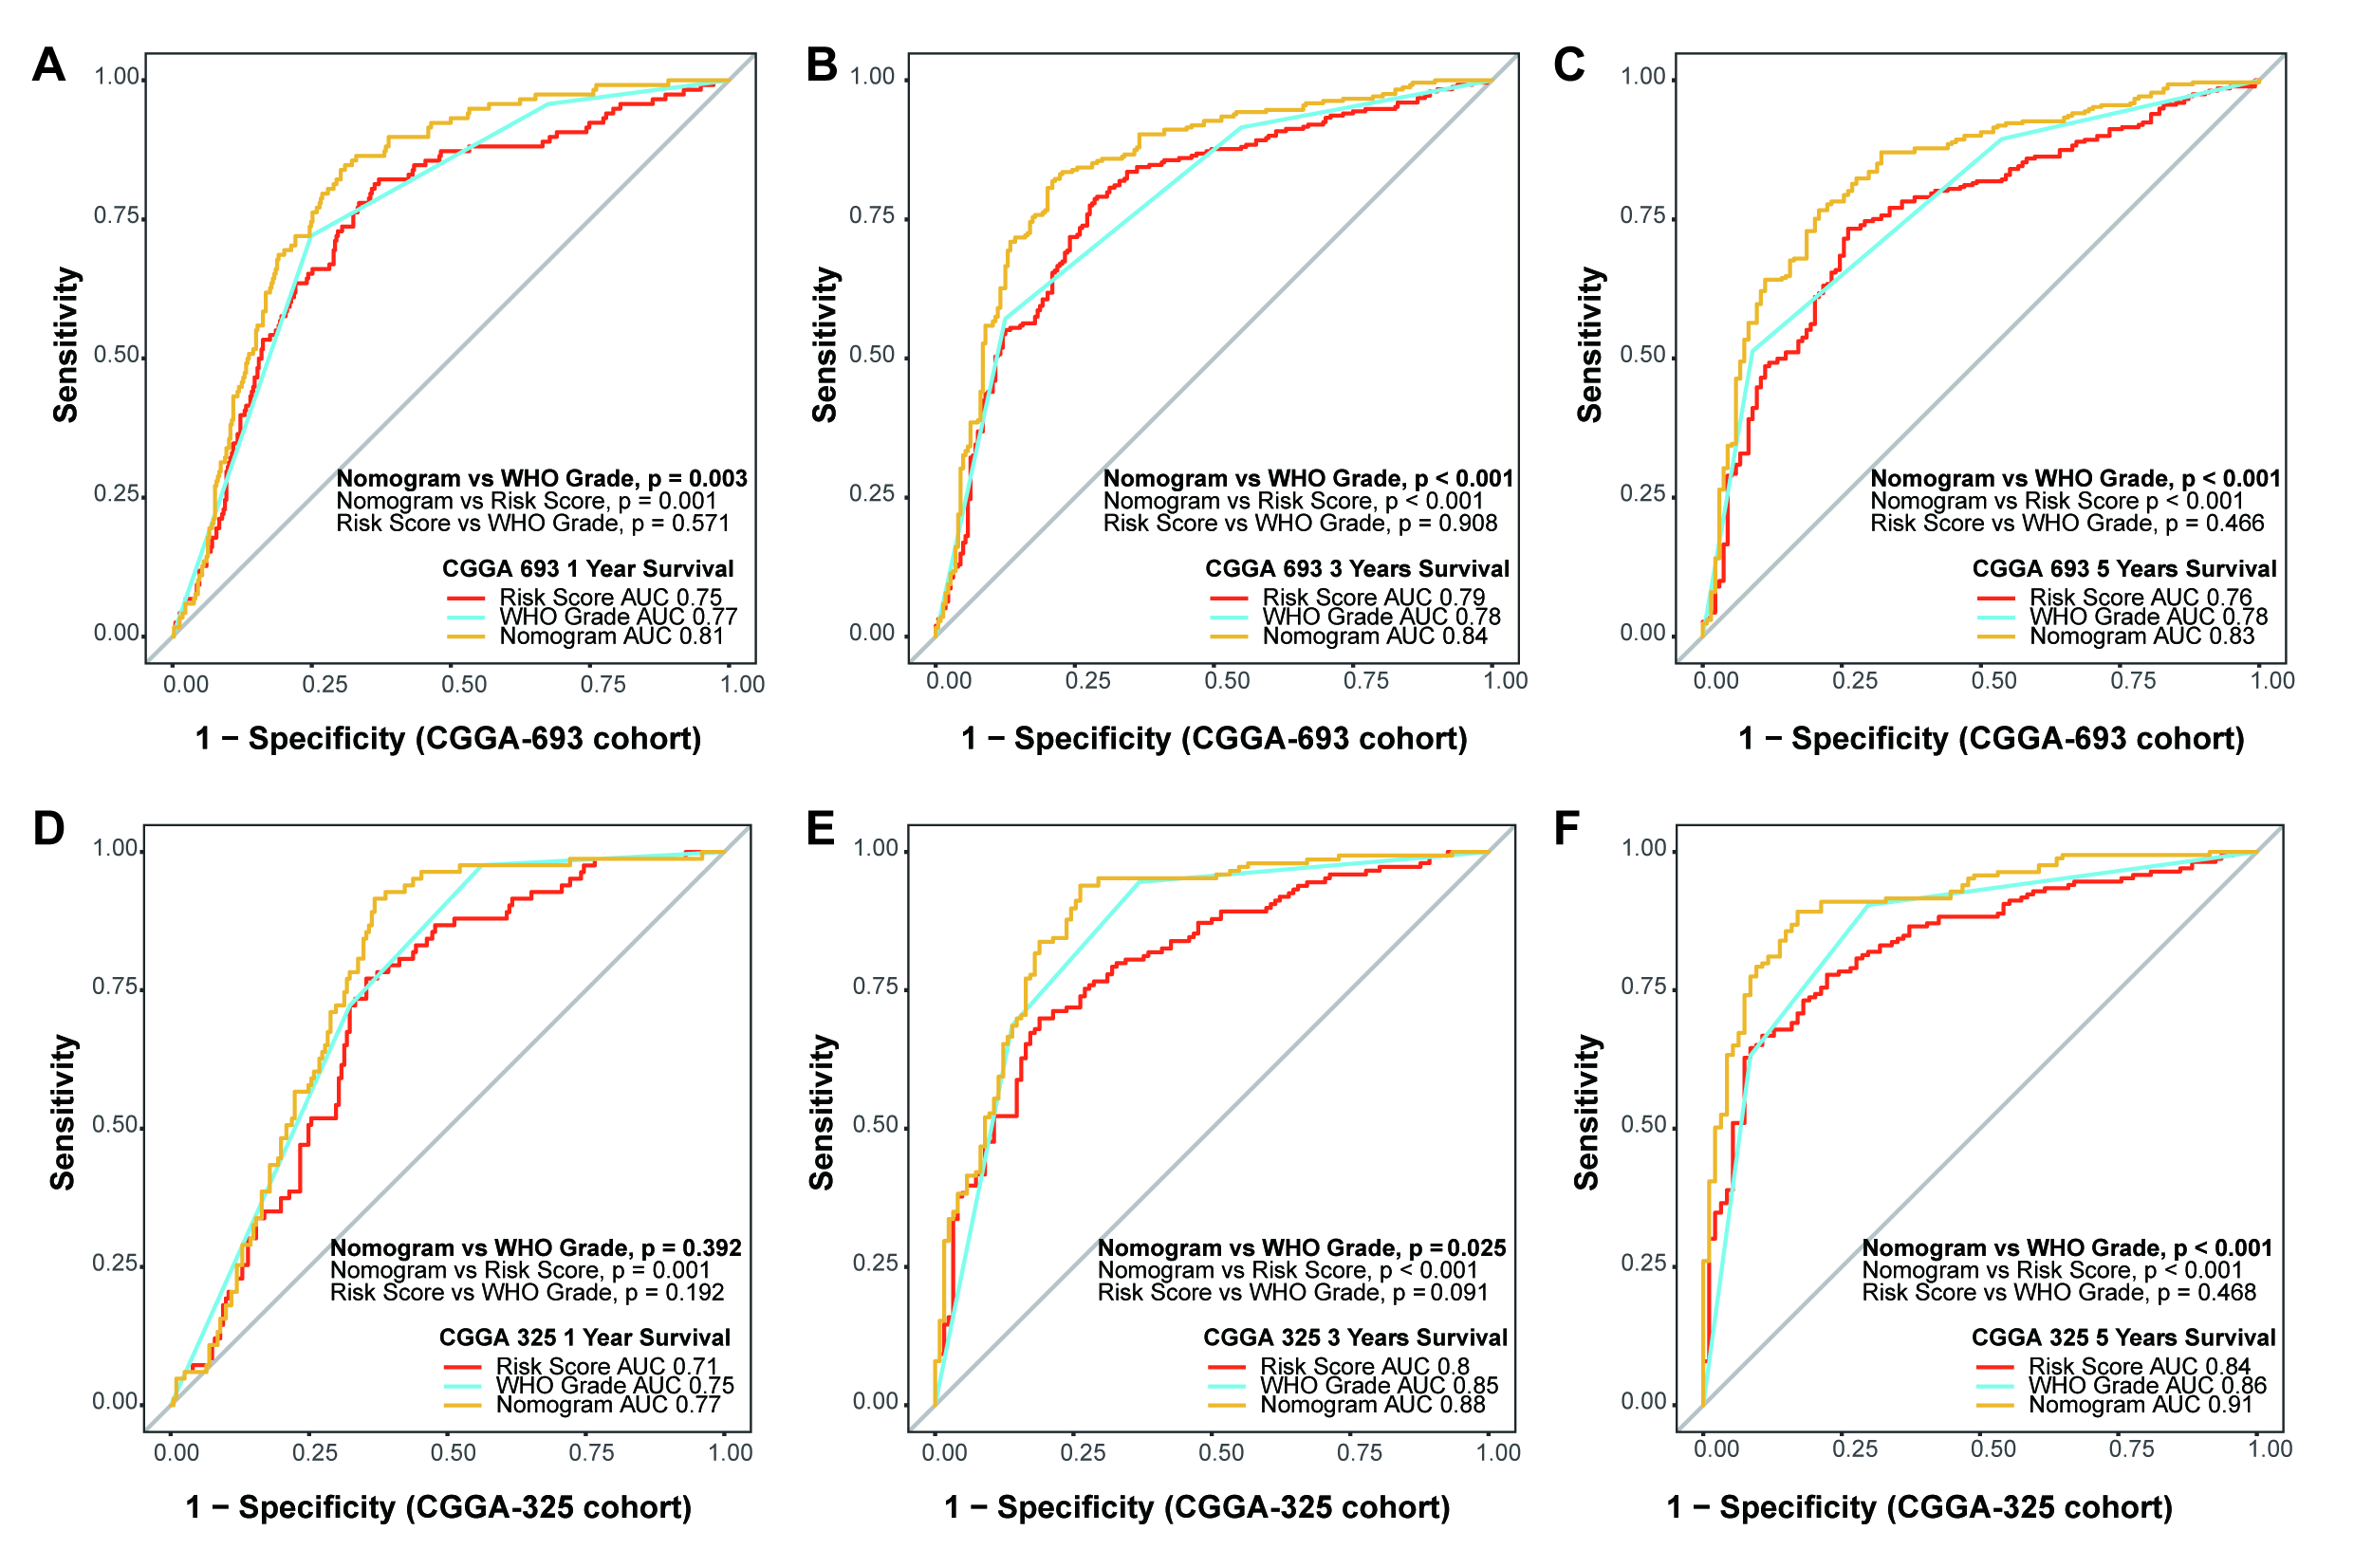 A
1.00
0.75
0.50
0.25
0.00
Sensitivity
Nomogram vs WHO Grade, p = 0.003
Nomogram vs Risk Score, p = 0.001
Risk Score vs WHO Grade, p = 0.571
CGGA 693 1 Year Survival
Risk Score AUC 0.75
WHO Grade AUC 0.77
Nomogram AUC 0.81
0.00 0.25 0.50 0.75 1.00
1 − Specificity (CGGA-693 cohort)
B
1.00
0.75
0.50
0.25
0.00
Sensitivity
Nomogram vs WHO Grade, p < 0.001
Nomogram vs Risk Score, p < 0.001
Risk Score vs WHO Grade, p = 0.908
CGGA 693 3 Years Survival
Risk Score AUC 0.79
WHO Grade AUC 0.78
Nomogram AUC 0.84
0.00 0.25 0.50 0.75 1.00
1 − Specificity (CGGA-693 cohort)
C
1.00
0.75
0.50
0.25
0.00
Sensitivity
Nomogram vs WHO Grade, p < 0.001
Nomogram vs Risk Score p < 0.001
Risk Score vs WHO Grade, p = 0.466
CGGA 693 5 Years Survival
Risk Score AUC 0.76
WHO Grade AUC 0.78
Nomogram AUC 0.83
0.00 0.25 0.50 0.75 1.00
1 − Specificity (CGGA-693 cohort)
D
1.00
0.75
0.50
0.25
0.00
Sensitivity
Nomogram vs WHO Grade, p = 0.392
Nomogram vs Risk Score, p = 0.001
Risk Score vs WHO Grade, p = 0.192
CGGA 325 1 Year Survival
Risk Score AUC 0.71
WHO Grade AUC 0.75
Nomogram AUC 0.77
0.00 0.25 0.50 0.75 1.00
1 − Specificity (CGGA-325 cohort)
E
1.00
0.75
0.50
0.25
0.00
Sensitivity
Nomogram vs WHO Grade, p = 0.025
Nomogram vs Risk Score, p < 0.001
Risk Score vs WHO Grade, p = 0.091
CGGA 325 3 Years Survival
Risk Score AUC 0.8
WHO Grade AUC 0.85
Nomogram AUC 0.88
0.00 0.25 0.50 0.75 1.00
1 − Specificity (CGGA-325 cohort)
F
1.00
0.75
0.50
0.25
0.00
Sensitivity
Nomogram vs WHO Grade, p < 0.001
Nomogram vs Risk Score, p < 0.001
Risk Score vs WHO Grade, p = 0.468
CGGA 325 5 Years Survival
Risk Score AUC 0.84
WHO Grade AUC 0.86
Nomogram AUC 0.91
0.00 0.25 0.50 0.75 1.00
1 − Specificity (CGGA-325 cohort)